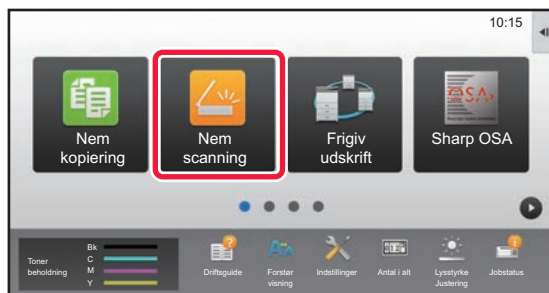 10:15
Nem
kopiering
Nem
scanning
Frigiv
udskrift
OSA
Sharp OSA
Toner
beholdning
Bk
C
M
Y
Driftsguide
Forstør
visning
Indstillinger
Antal i alt
Lysstyrke
Justering
Jobstatus